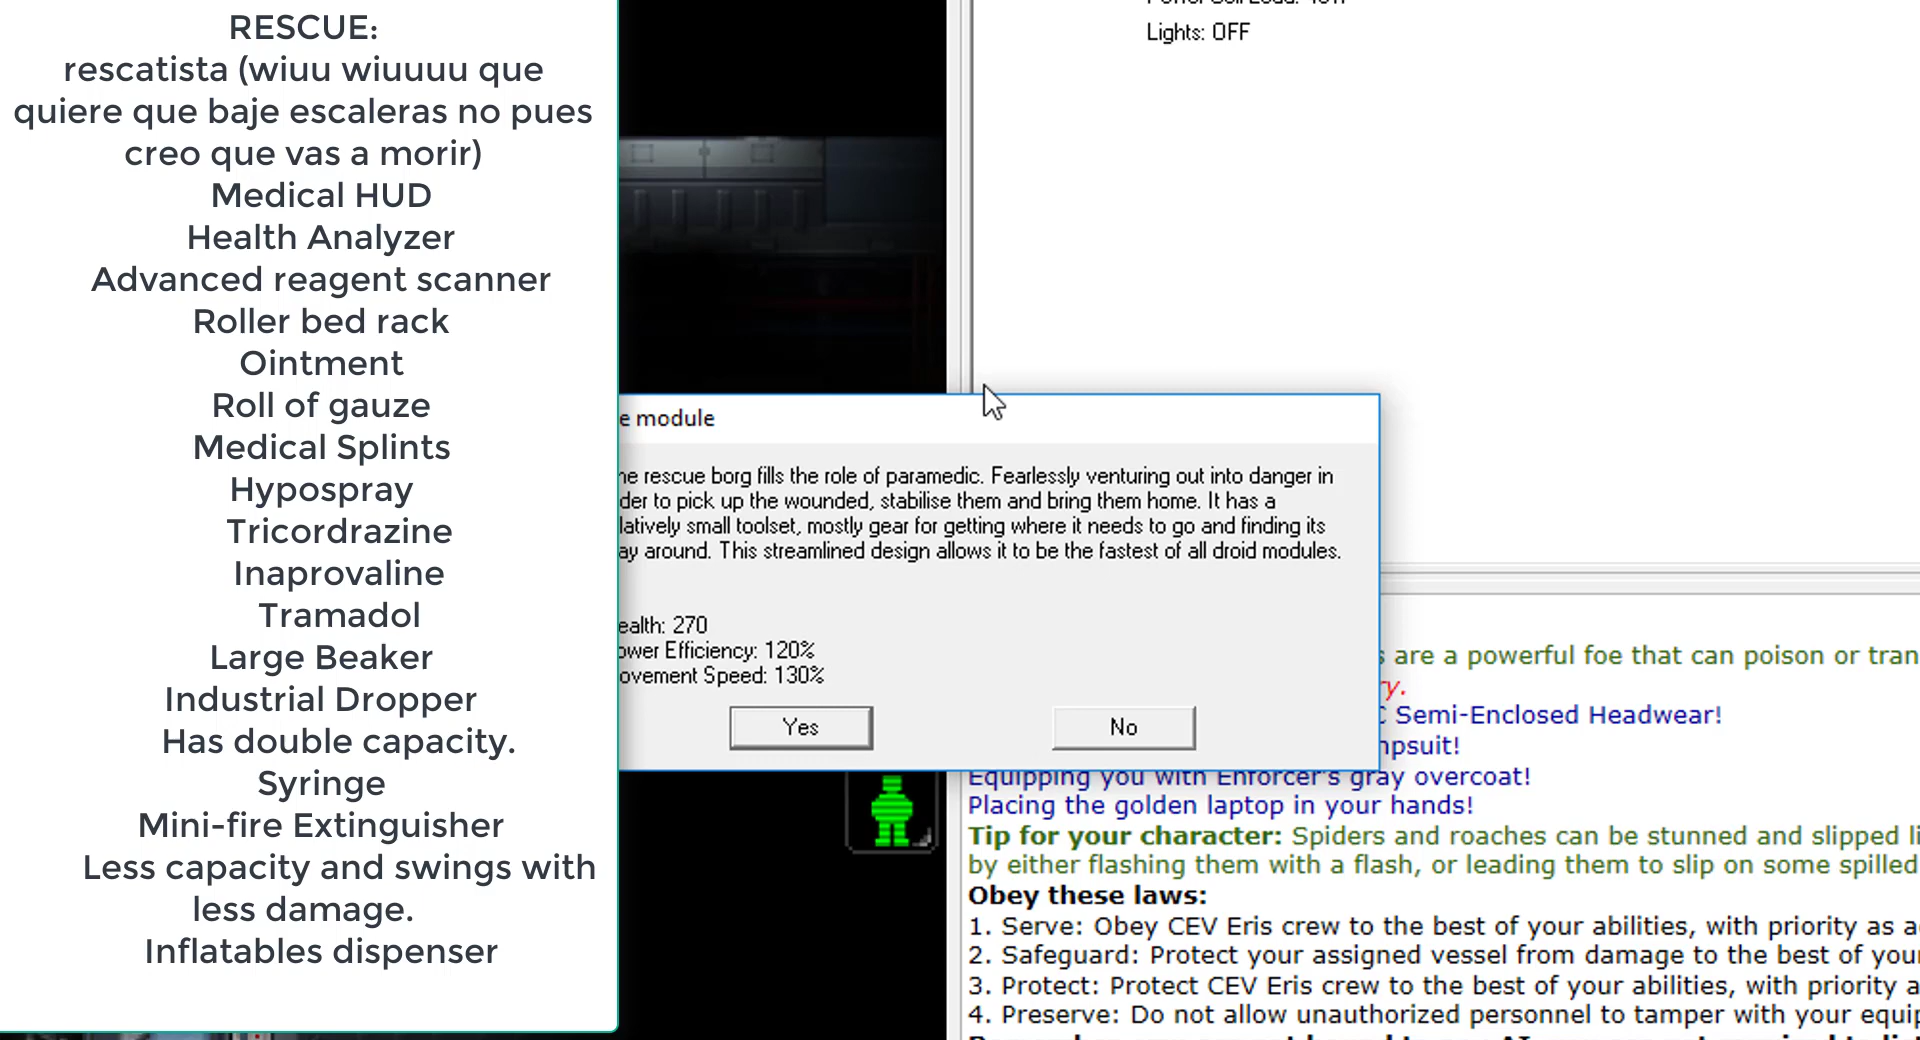 RESCUE:
rescatista (wiuu wiuuuu que
quiere que baje escaleras no pues
creo que vas a morir)
Medical HUD
Health Analyzer
Advanced reagent scanner
Roller bed rack
Ointment
Roll of gauze
Medical Splints
Hypospray
Tricordrazine
Inaprovaline
Tramadol
Large Beaker
Industrial Dropper
Has double capacity.
Syringe
Mini-fire Extinguisher
Less capacity and swings with
less damage.
Inflatables dispenser
Lights: OFF
e module
rescue borg fills the role of paramedic. Fearlessly venturing out into danger in
der to pick up the wounded, stabilise them and bring them home. It has a
latively small toolset, mostly gear for getting where it needs to go and finding its
ay around. This streamlined design allows it to be the fastest of all droid modules.
ealth: 270
ower Efficiency: 120%
ovement Speed: 130%
Yes
No
s are a powerful foe that can poison or tran
ry.
C Semi-Enclosed Headwear!
mpsuit!
Equipping you with Enforcer's gray overcoat!
Placing the golden laptop in your hands!
Tip for your character: Spiders and roaches can be stunned and slipped li
by either flashing them with a flash, or leading them to slip on some spilled
Obey these laws:
1. Serve: Obey CEV Eris crew to the best of your abilities, with priority as a
2. Safeguard: Protect your assigned vessel from damage to the best of your
3. Protect: Protect CEV Eris crew to the best of your abilities, with priority a
4. Preserve: Do not allow unauthorized personnel to tamper with your equip